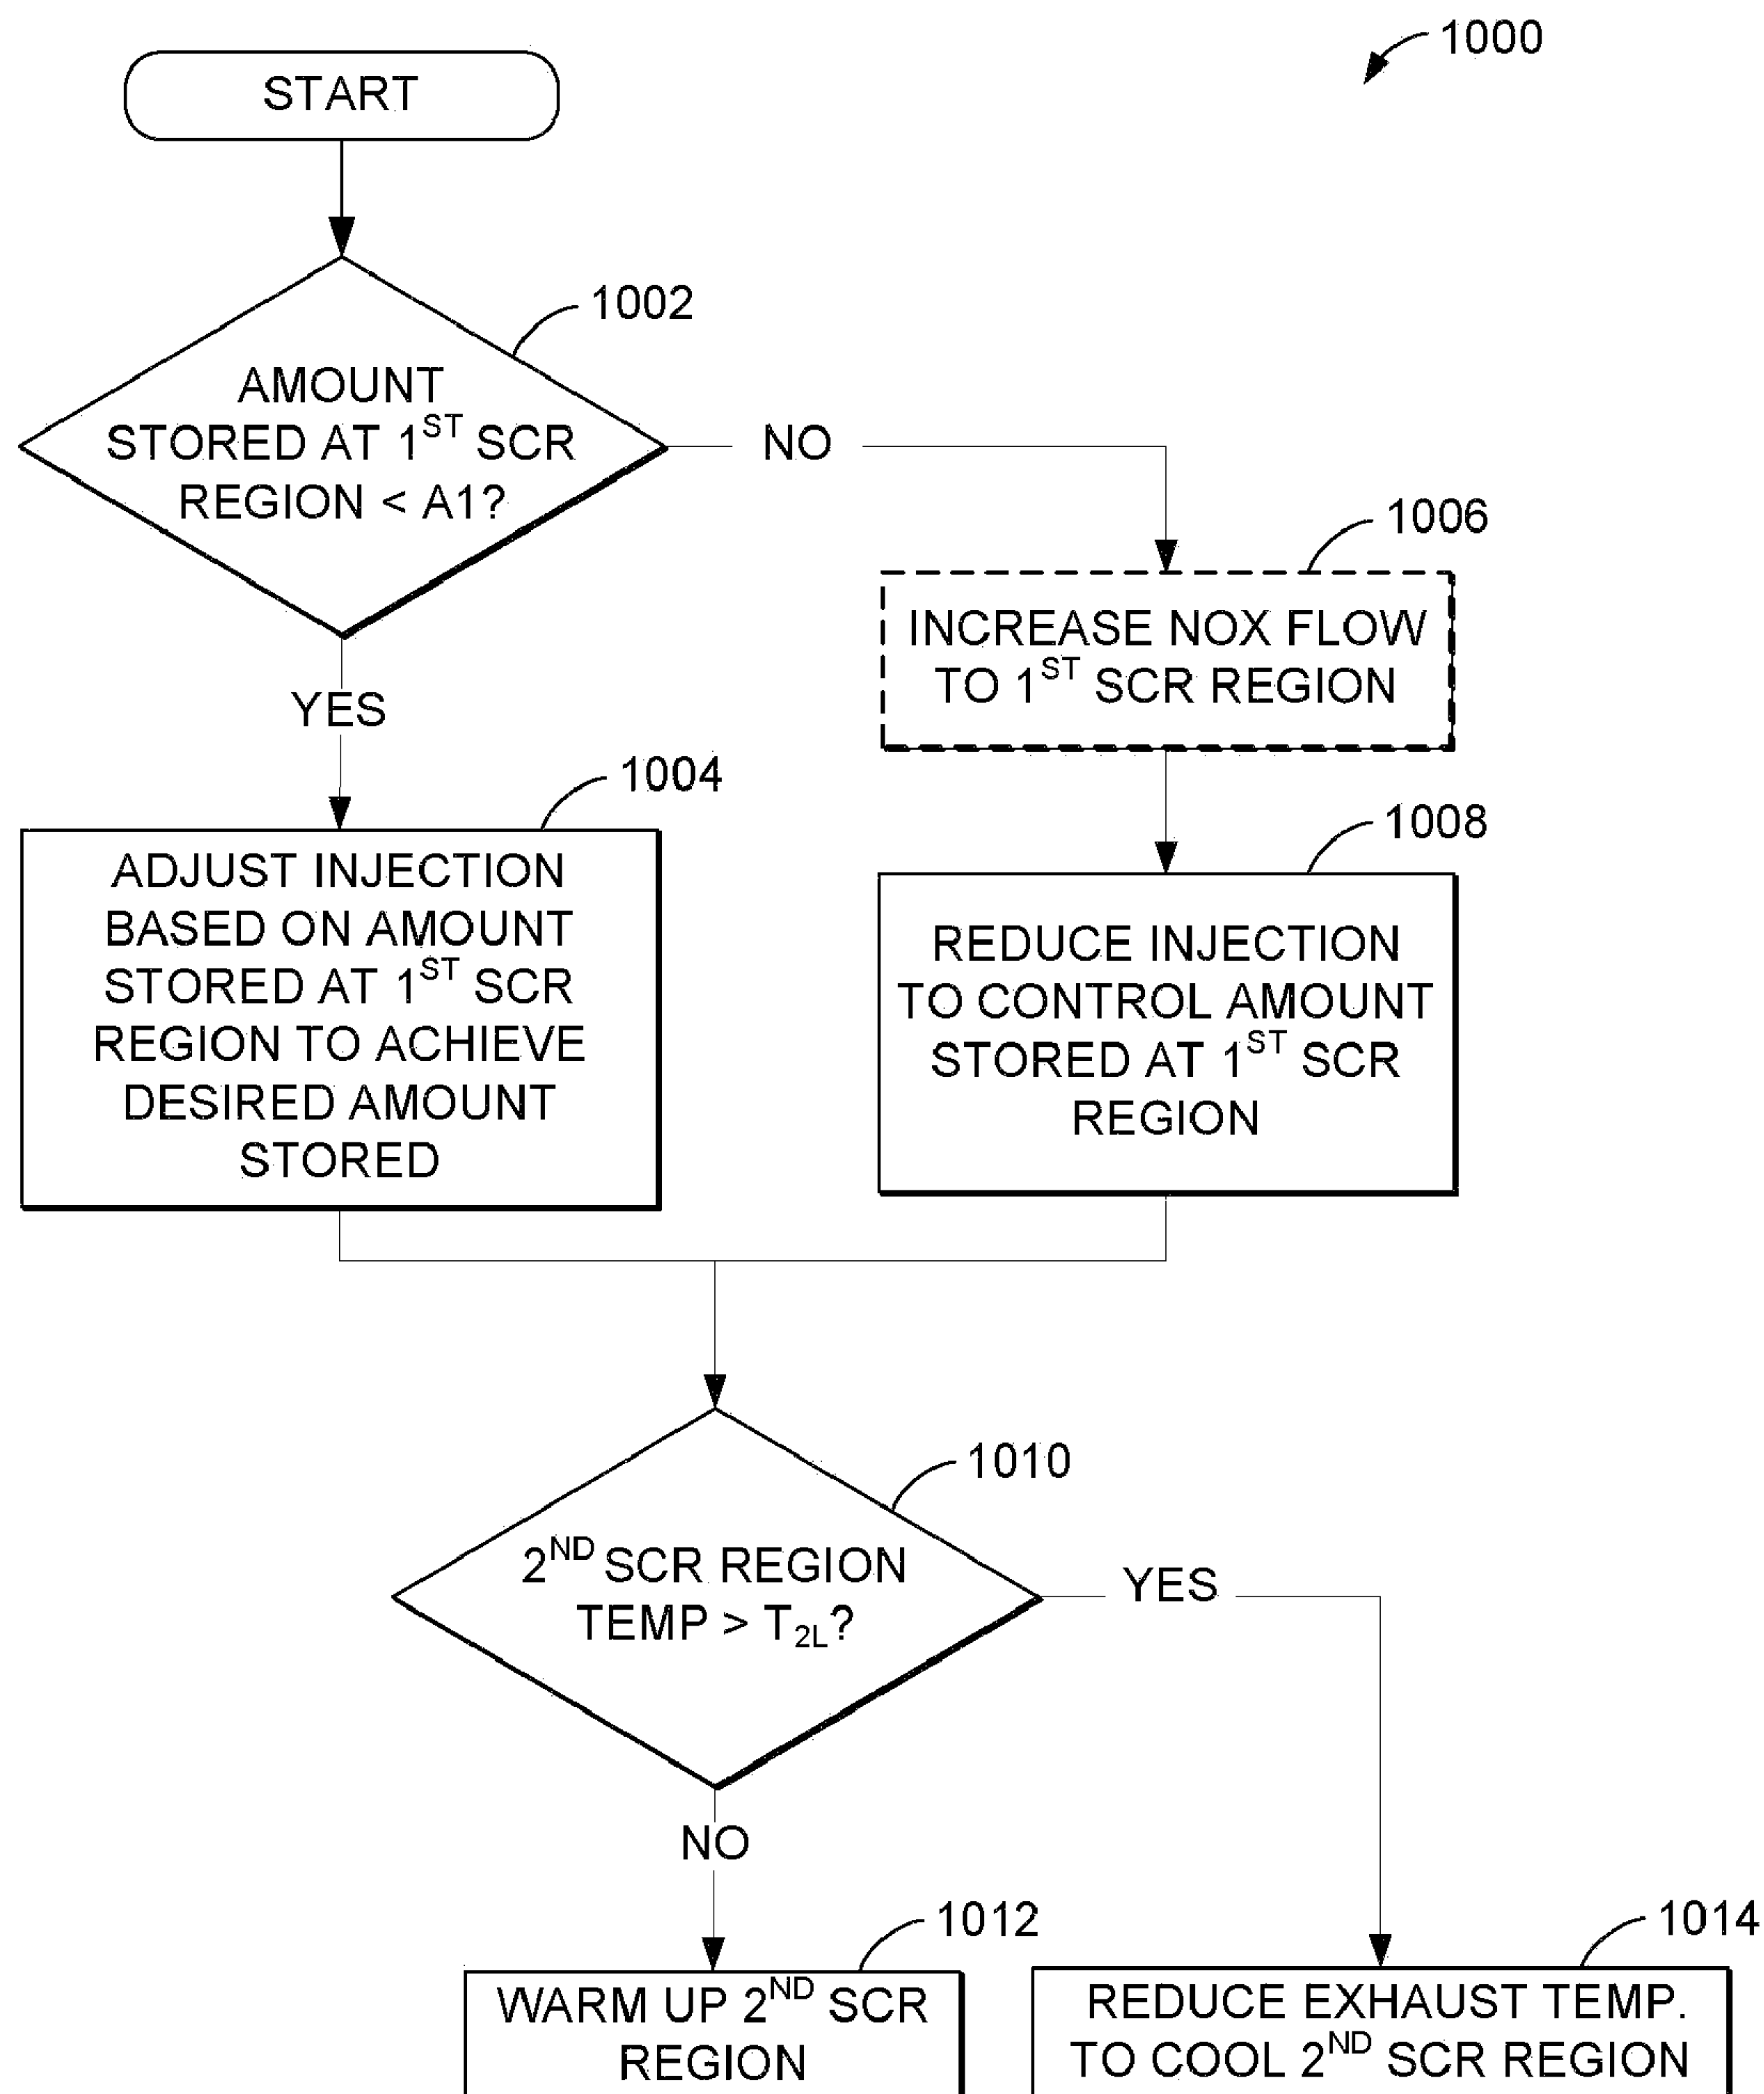 1000
START
1002
AMOUNT
STORED AT 1ST SCR
REGION < A1?
NO
YES
1006
INCREASE NOX FLOW
TO 1ST SCR REGION
1004
ADJUST INJECTION
BASED ON AMOUNT
STORED AT 1ST SCR
REGION TO ACHIEVE
DESIRED AMOUNT
STORED
1008
REDUCE INJECTION
TO CONTROL AMOUNT
STORED AT 1ST SCR
REGION
1010
2ND SCR REGION
TEMP > T2L?
YES
NO
1012
WARM UP 2ND SCR
REGION
1014
REDUCE EXHAUST TEMP.
TO COOL 2ND SCR REGION